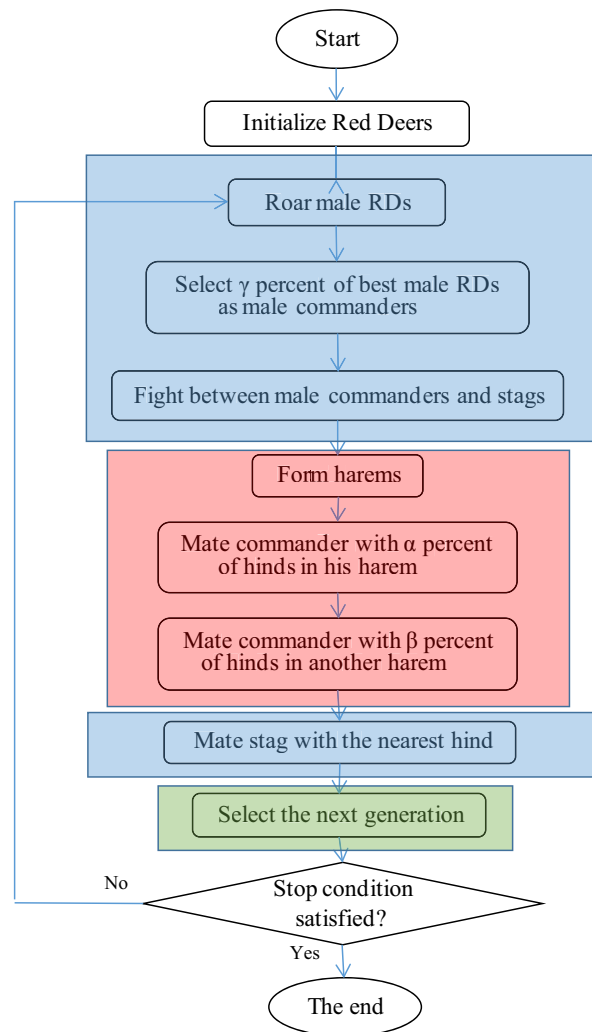 Start
Initialize Red Deers
Roar male RDs
Select γ percent of best male RDs
as male commanders
Fight between male commanders and stags
Form harems
Mate commander with α percent
of hinds in his harem
Mate commander with β percent
of hinds in another harem
Mate stag with the nearest hind
Select the next generation
No
Stop condition
satisfied?
Yes
The end